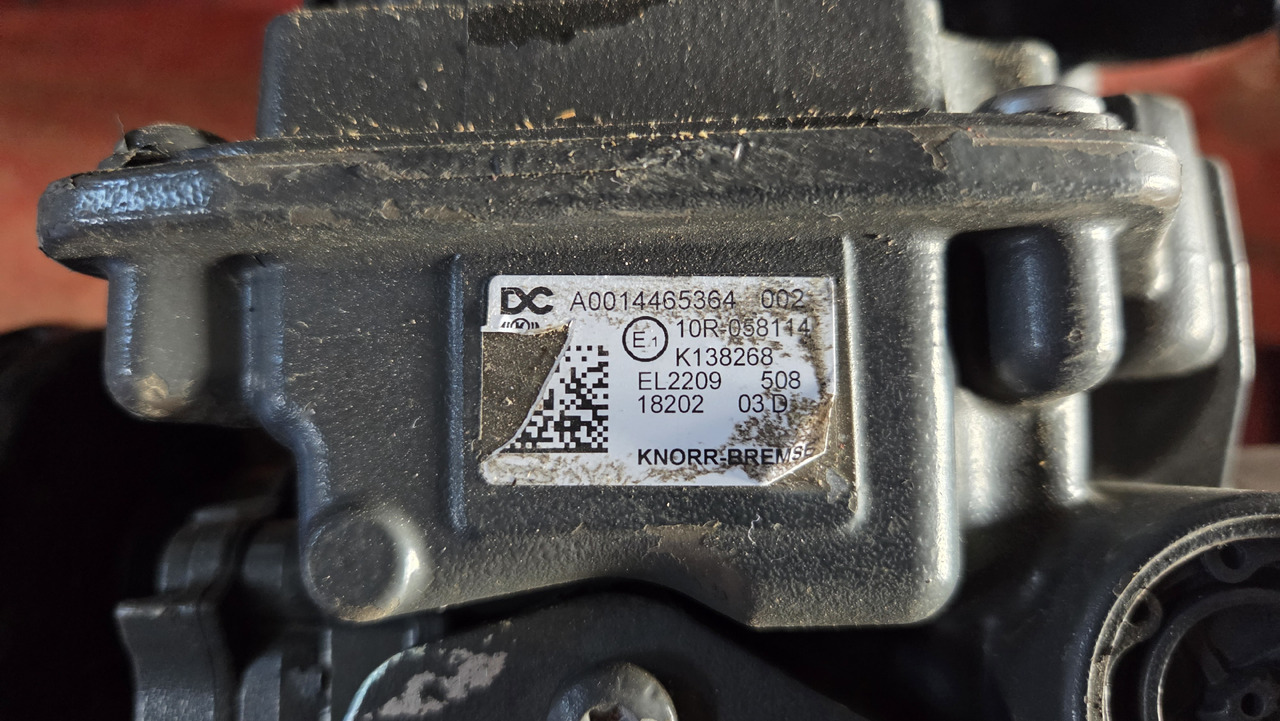 DC A0014465364 002
E1 10R-058114
K138268
EL2209 508
18202 03 D
KNORR-BREMSE